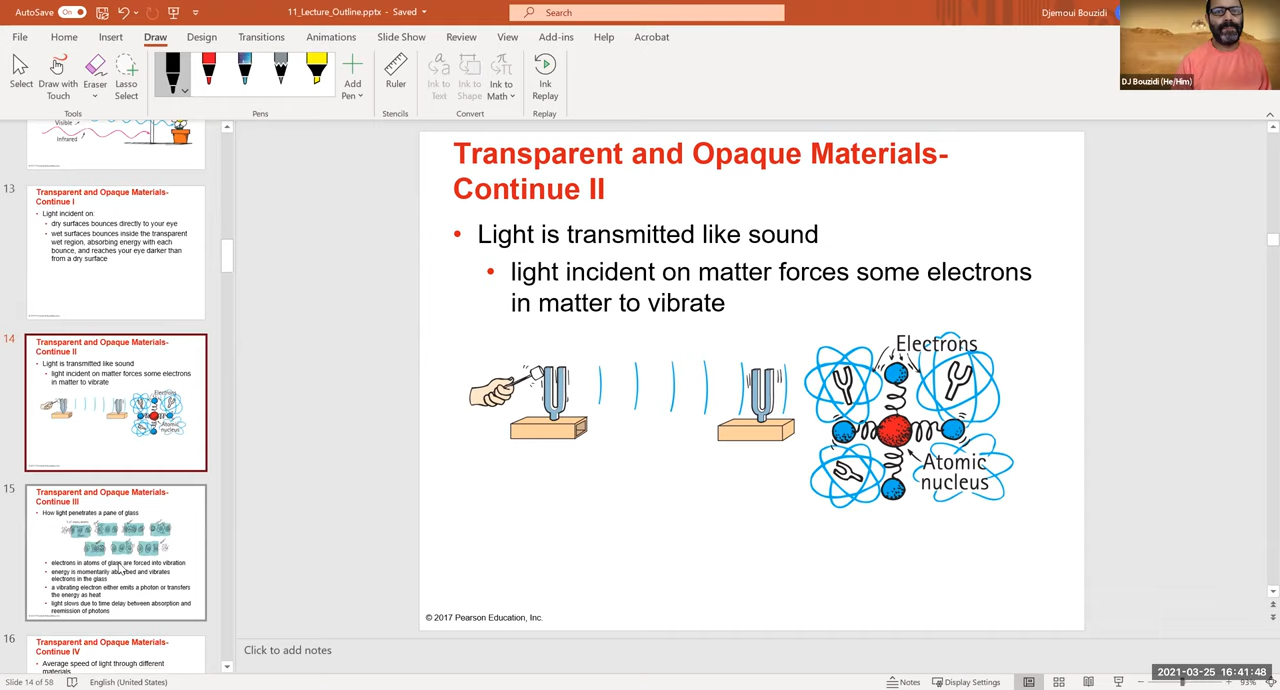 AutoSave On 11_Lecture_Outline.pptx - Saved Search Djemoui Bouzidi
File Home Insert Draw Design Transitions Animations Slide Show Review View Add-ins Help Acrobat
Select Draw with Touch Eraser Lasso Select Add Pen Ruler Ink to Text Ink to Shape Ink to Math Ink Replay
Tools Pens Stencils Convert Replay
DJ Bouzidi (He/Him)
Visible
Infrared
13
Transparent and Opaque Materials-
Continue I
• Light incident on:
• dry surfaces bounces directly to your eye
• wet surfaces bounces inside the transparent
wet region, absorbing energy with each
bounce, and reaches your eye darker than
from a dry surface
14
Transparent and Opaque Materials-
Continue II
• Light is transmitted like sound
• light incident on matter forces some electrons
in matter to vibrate
Electrons
Atomic
nucleus
15
Transparent and Opaque Materials-
Continue III
• How light penetrates a pane of glass
• electrons in atoms of glass are forced into vibration
• energy is momentarily absorbed and vibrates
electrons in the glass
• a vibrating electron either emits a photon or transfers
the energy as heat
• light slows due to time delay between absorption and
reemission of photons
16
Transparent and Opaque Materials-
Continue IV
• Average speed of light through different
materials
Transparent and Opaque Materials-
Continue II
• Light is transmitted like sound
• light incident on matter forces some electrons
in matter to vibrate
Electrons
Atomic
nucleus
© 2017 Pearson Education, Inc.
Click to add notes
2021-03-25 16:41:48
Slide 14 of 58 English (United States) Notes Display Settings 93%